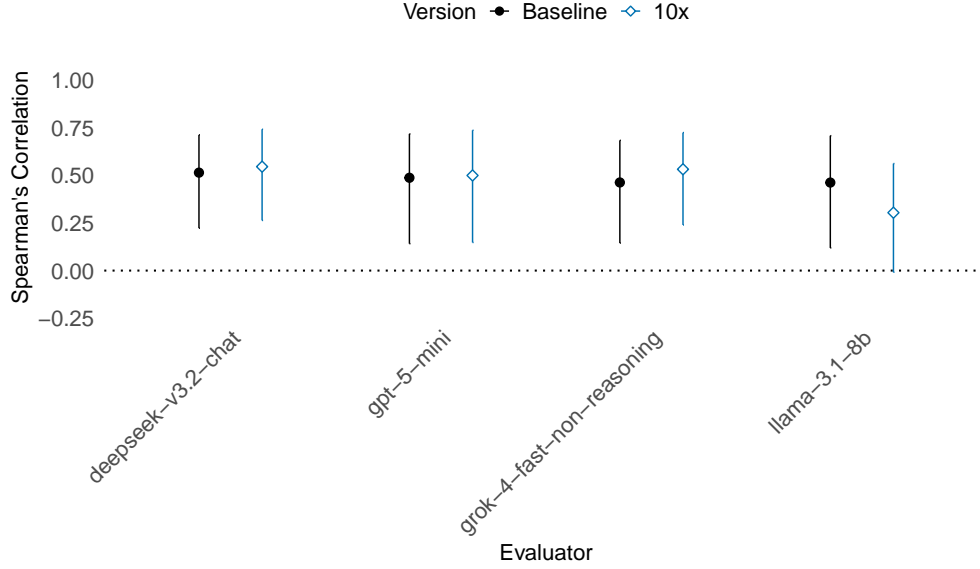 Version Baseline 10x
Spearman's Correlation
1.00
0.75
0.50
0.25
0.00
−0.25
deepseek−v3.2−chat
gpt−5−mini
grok−4−fast−non−reasoning
llama−3.1−8b
Evaluator